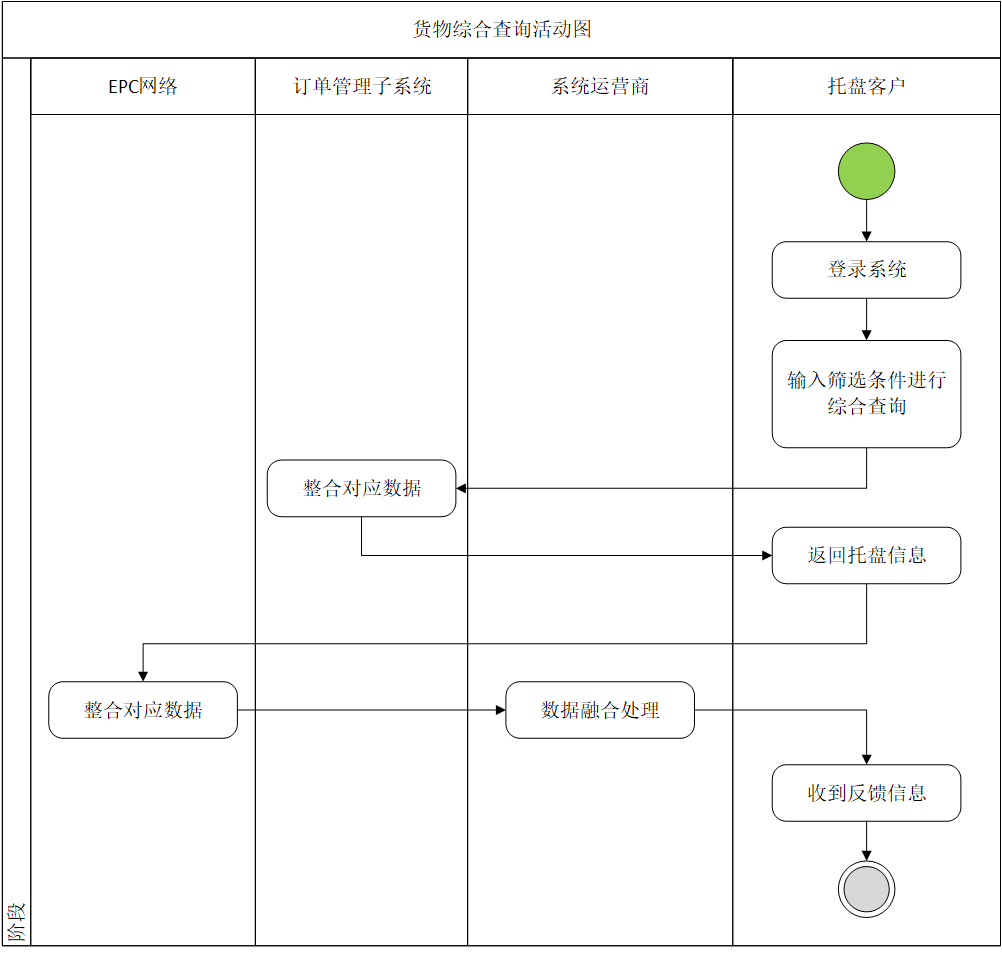 货物综合查询活动图
EPC网络
订单管理子系统
系统运营商
托盘客户
登录系统
输入筛选条件进行
综合查询
整合对应数据
返回托盘信息
整合对应数据
数据融合处理
收到反馈信息
阶段